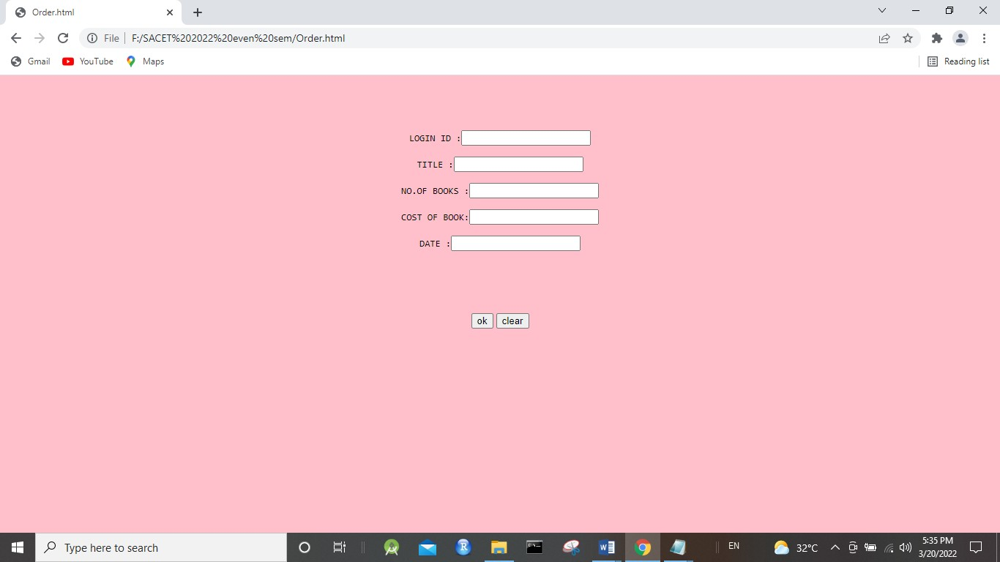 Order.html
File F:/SACET%202022%20even%20sem/Order.html
Gmail YouTube Maps Reading list
LOGIN ID :
TITLE :
NO.OF BOOKS :
COST OF BOOK:
DATE :
ok clear
Type here to search EN 32°C 5:35 PM
3/20/2022